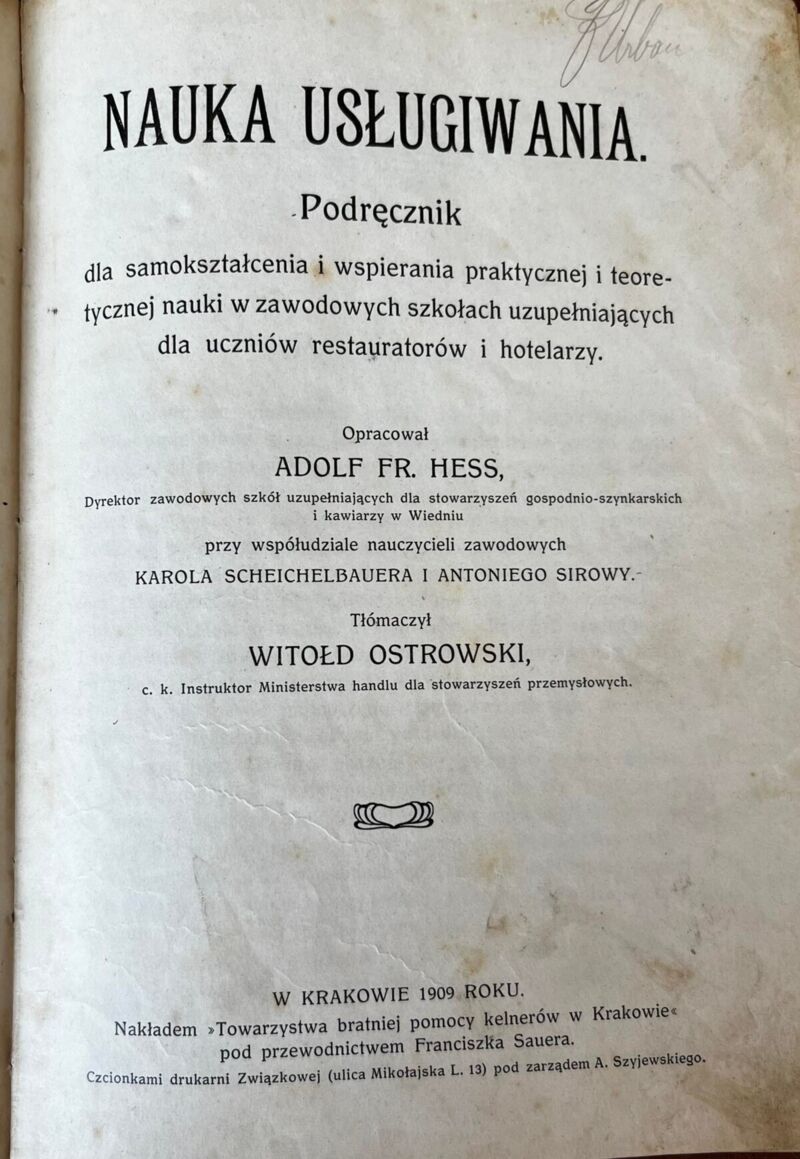 Urban
NAUKA USŁUGIWANIA.
Podręcznik
dla samokształcenia i wspierania praktycznej i teore-
tycznej nauki w zawodowych szkołach uzupełniających
dla uczniów restauratorów i hotelarzy.
Opracował
ADOLF FR. HESS,
Dyrektor zawodowych szkół uzupełniających dla stowarzyszeń gospodnio-szynkarskich
i kawiarzy w Wiedniu
przy współudziale nauczycieli zawodowych
KAROLA SCHEICHELBAUERA I ANTONIEGO SIROWY.
Tłómaczył
WITOŁD OSTROWSKI,
c. k. Instruktor Ministerstwa handlu dla stowarzyszeń przemysłowych.
W KRAKOWIE 1909 ROKU.
Nakładem »Towarzystwa bratniej pomocy kelnerów w Krakowie«
pod przewodnictwem Franciszka Sauera.
Czcionkami drukarni Związkowej (ulica Mikołajska L. 13) pod zarządem A. Szyjewskiego.